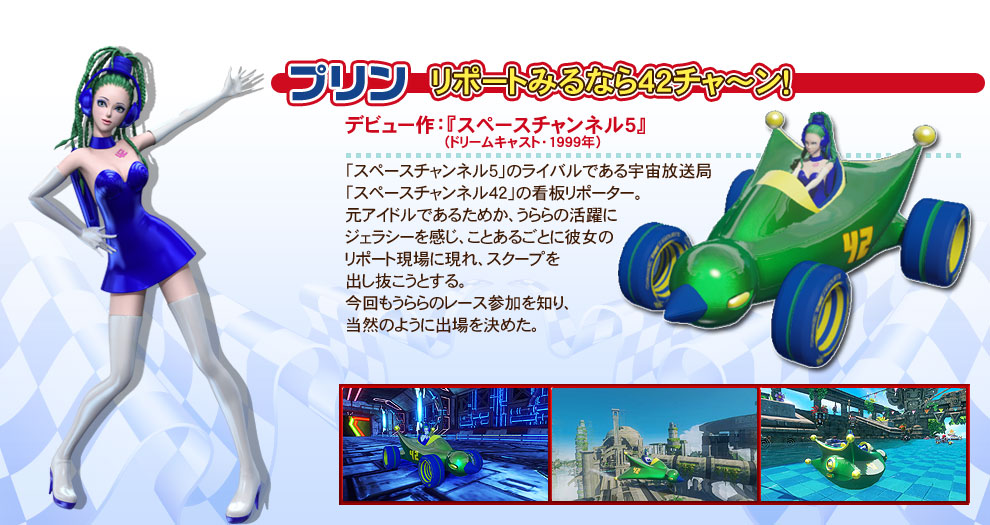 プリン リポートみるなら42チャ〜ン!
デビュー作:『スペースチャンネル5』
(ドリームキャスト・1999年)
「スペースチャンネル5」のライバルである宇宙放送局
「スペースチャンネル42」の看板リポーター。
元アイドルであるためか、うららの活躍に
ジェラシーを感じ、ことあるごとに彼女の
リポート現場に現れ、スクープを
出し抜こうとする。
今回もうららのレース参加を知り、
当然のように出場を決めた。
42
42
42